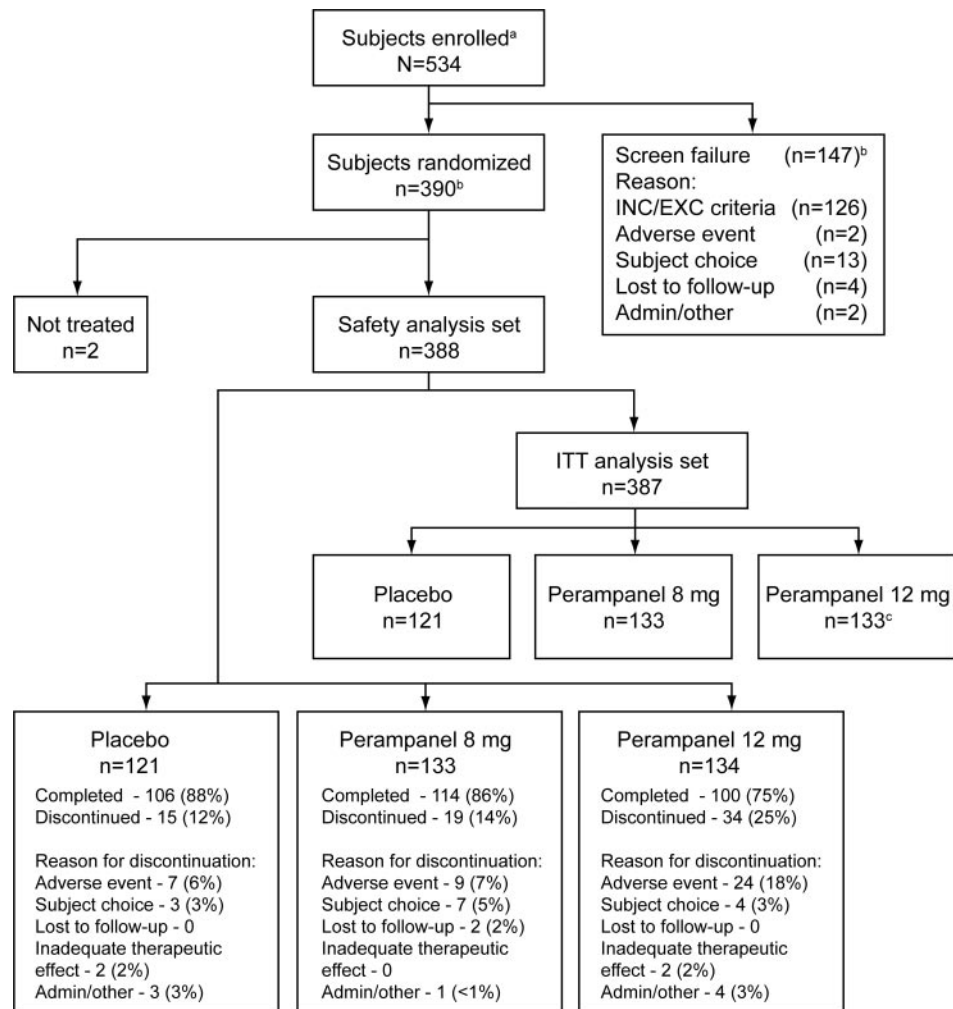 Subjects enrolledᵃ
N=534
Subjects randomized
n=390ᵇ
Screen failure (n=147)ᵇ
Reason:
INC/EXC criteria (n=126)
Adverse event (n=2)
Subject choice (n=13)
Lost to follow-up (n=4)
Admin/other (n=2)
Not treated
n=2
Safety analysis set
n=388
ITT analysis set
n=387
Placebo
n=121
Perampanel 8 mg
n=133
Perampanel 12 mg
n=133ᶜ
Placebo
n=121
Completed - 106 (88%)
Discontinued - 15 (12%)
Reason for discontinuation:
Adverse event - 7 (6%)
Subject choice - 3 (3%)
Lost to follow-up - 0
Inadequate therapeutic
effect - 2 (2%)
Admin/other - 3 (3%)
Perampanel 8 mg
n=133
Completed - 114 (86%)
Discontinued - 19 (14%)
Reason for discontinuation:
Adverse event - 9 (7%)
Subject choice - 7 (5%)
Lost to follow-up - 2 (2%)
Inadequate therapeutic
effect - 0
Admin/other - 1 (<1%)
Perampanel 12 mg
n=134
Completed - 100 (75%)
Discontinued - 34 (25%)
Reason for discontinuation:
Adverse event - 24 (18%)
Subject choice - 4 (3%)
Lost to follow-up - 0
Inadequate therapeutic
effect - 2 (2%)
Admin/other - 4 (3%)